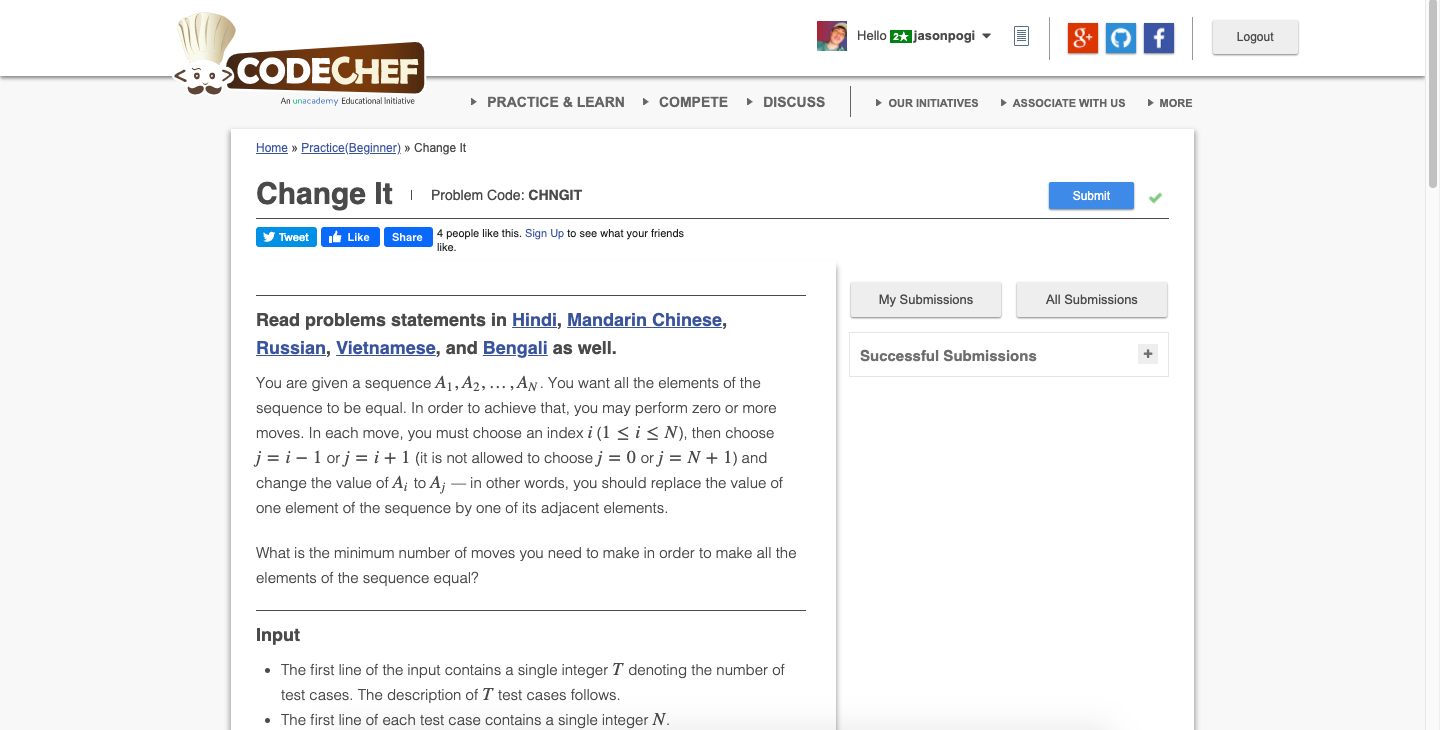 CODECHEF
An unacademy Educational Initiative
Hello 2★ jasonpogi
Logout
PRACTICE & LEARN COMPETE DISCUSS OUR INITIATIVES ASSOCIATE WITH US MORE
Home » Practice(Beginner) » Change It
Change It | Problem Code: CHNGIT
Submit
Tweet Like Share 4 people like this. Sign Up to see what your friends
like.
My Submissions All Submissions
Successful Submissions +
Read problems statements in Hindi, Mandarin Chinese,
Russian, Vietnamese, and Bengali as well.
You are given a sequence A₁, A₂, …, A_N. You want all the elements of the
sequence to be equal. In order to achieve that, you may perform zero or more
moves. In each move, you must choose an index i (1 ≤ i ≤ N), then choose
j = i − 1 or j = i + 1 (it is not allowed to choose j = 0 or j = N + 1) and
change the value of A_i to A_j — in other words, you should replace the value of
one element of the sequence by one of its adjacent elements.
What is the minimum number of moves you need to make in order to make all the
elements of the sequence equal?
Input
• The first line of the input contains a single integer T denoting the number of
test cases. The description of T test cases follows.
• The first line of each test case contains a single integer N.